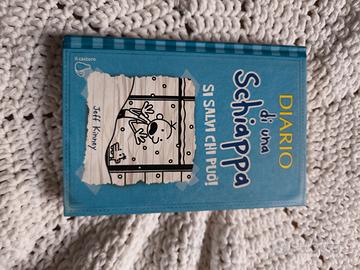 DIARIO
di una
Schiappa
SI SALVI CHI PUÒ!
Jeff Kinney
il castoro